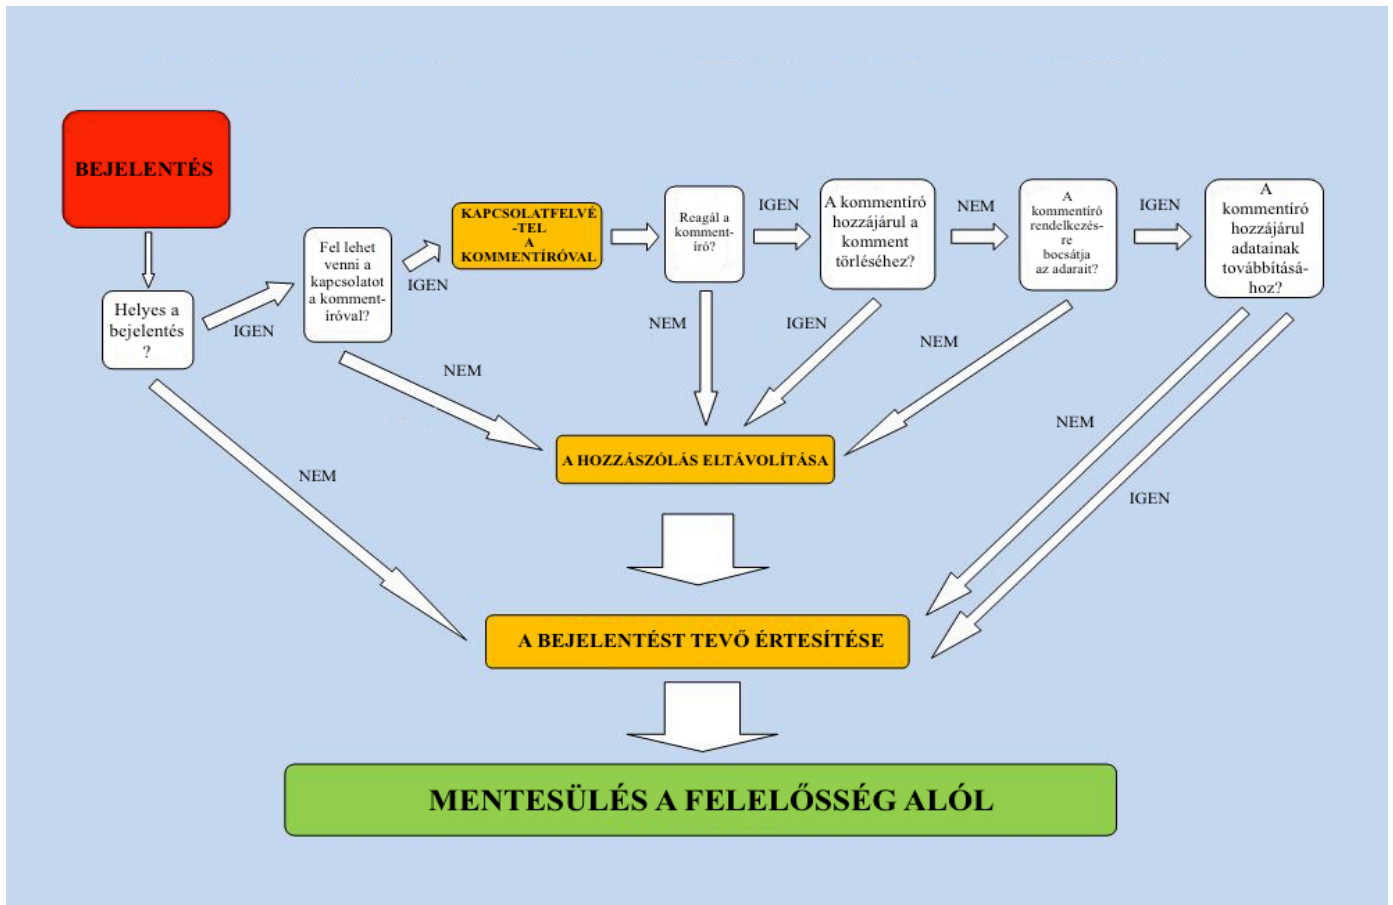 BEJELENTÉS
Helyes a
bejelentés
?
IGEN
NEM
Fel lehet
venni a
kapcsolatot
a komment-
íróval?
IGEN
NEM
KAPCSOLATFELVÉ
-TEL
A
KOMMENTÍRÓVAL
Reagál a
komment-
író?
IGEN
NEM
A kommentíró
hozzájárul a
komment
törléséhez?
NEM
IGEN
A
kommentíró
rendelkezés-
re
bocsátja
az adarait?
IGEN
NEM
A
kommentíró
hozzájárul
adatainak
továbbításá-
hoz?
NEM
IGEN
A HOZZÁSZÓLÁS ELTÁVOLÍTÁSA
A BEJELENTÉST TEVŐ ÉRTESÍTÉSE
MENTESÜLÉS A FELELŐSSÉG ALÓL